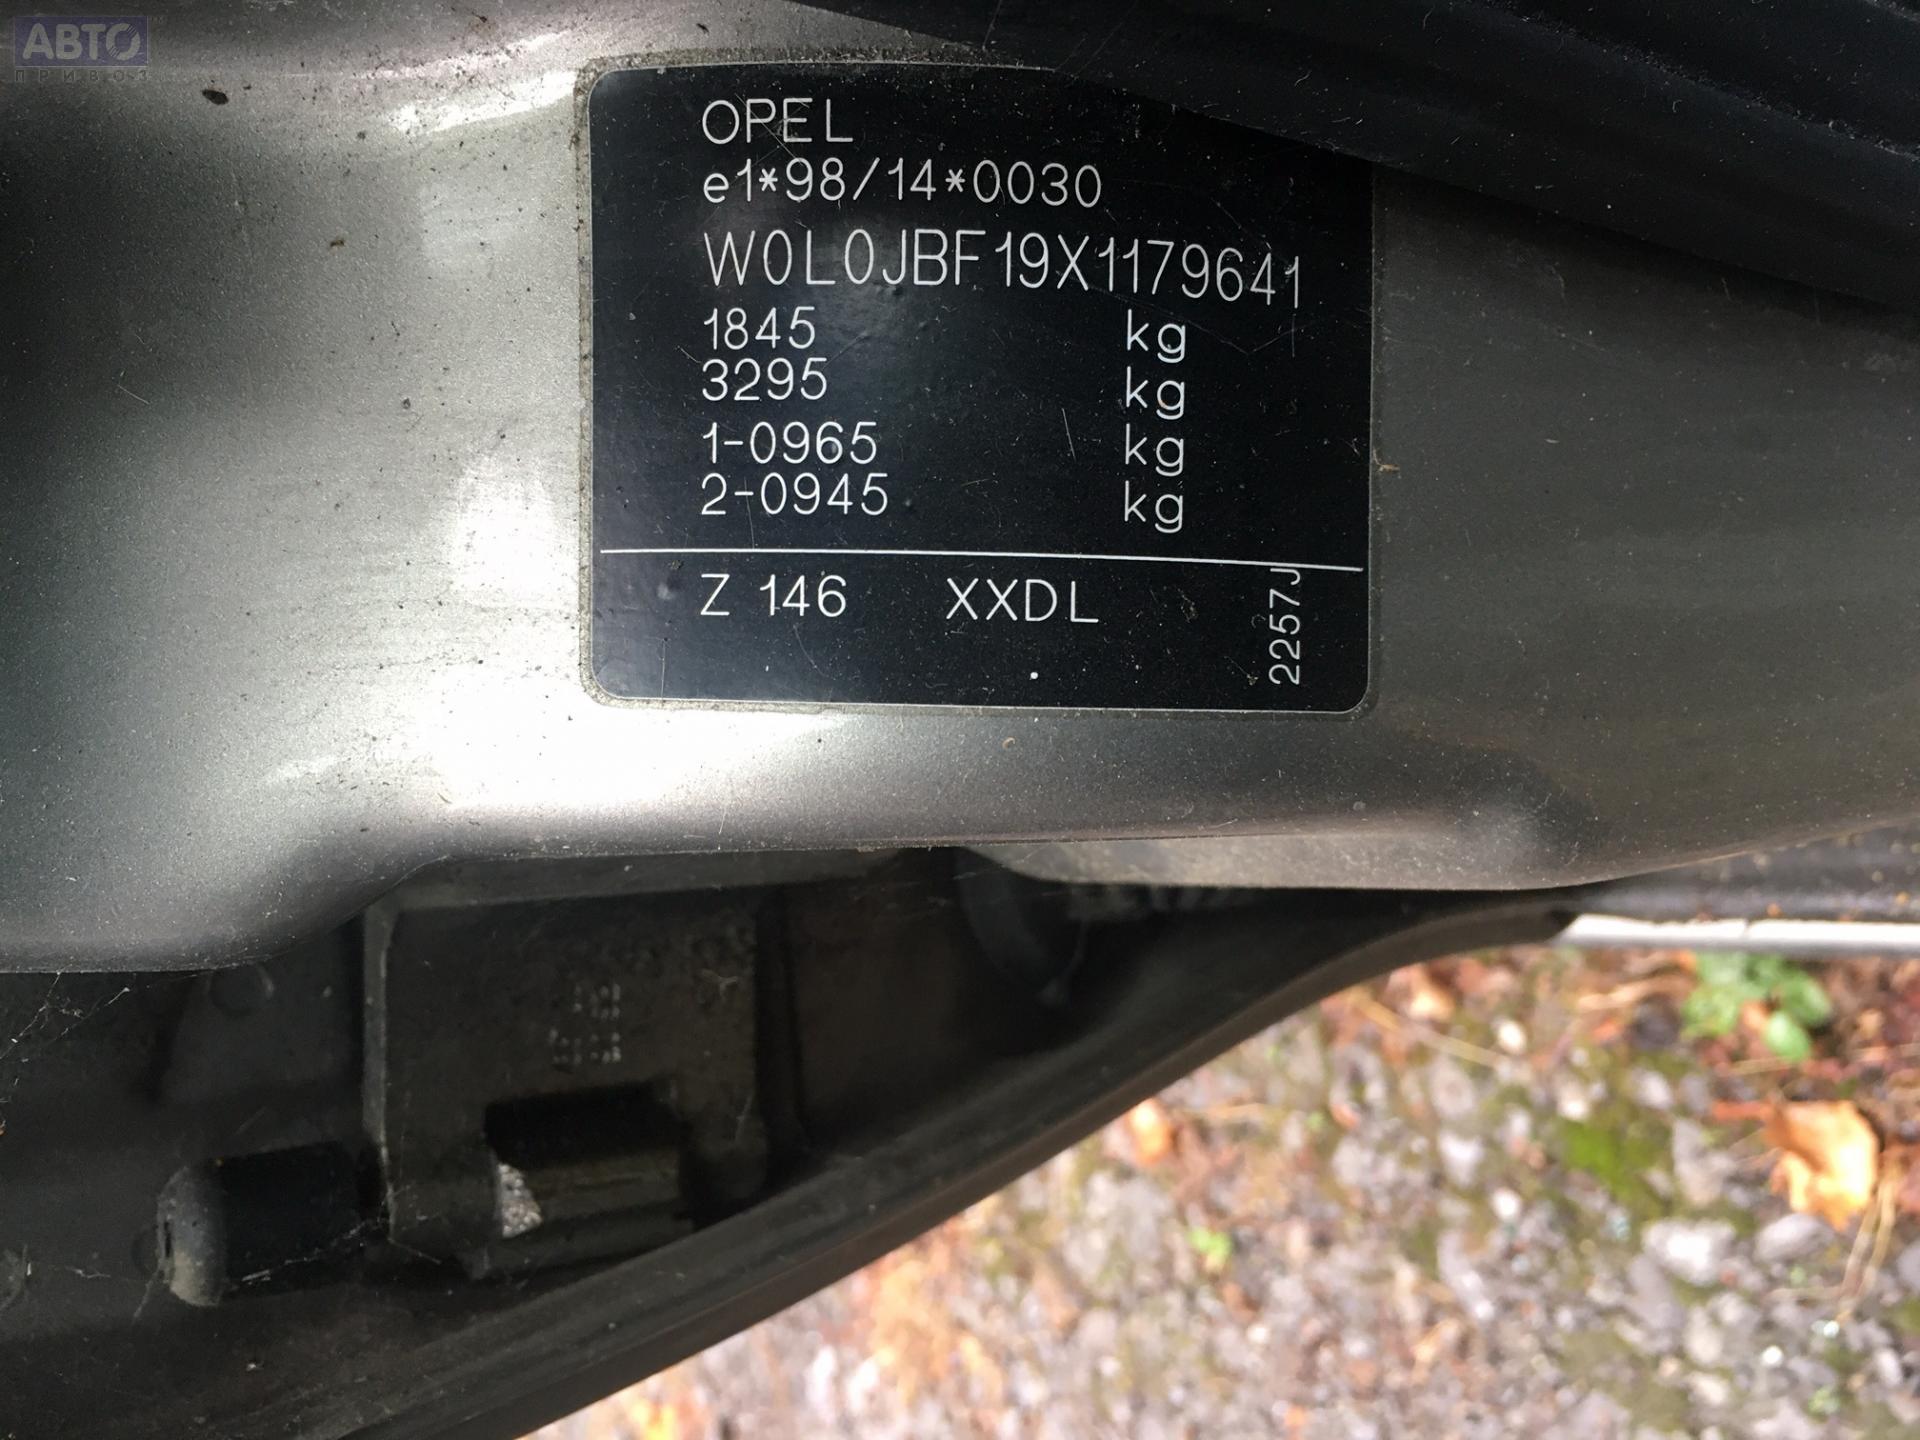 АВТО
ПРИВОЗ
OPEL
e1*98/14*0030
W0L0JBF19X1179641
1845 kg
3295 kg
1-0965 kg
2-0945 kg
Z 146 XXDL
2257J